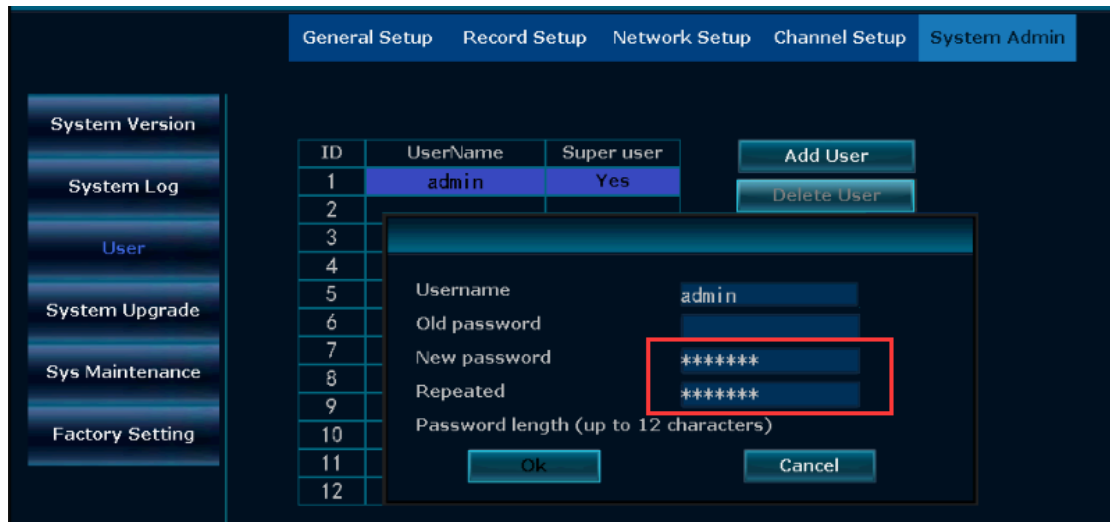 General Setup Record Setup Network Setup Channel Setup System Admin
System Version
System Log
User
System Upgrade
Sys Maintenance
Factory Setting
ID UserName Super user
1 admin Yes
2
3
4
5
6
7
8
9
10
11
12
Add User
Delete User
Username admin
Old password
New password *******
Repeated *******
Password length (up to 12 characters)
Ok Cancel